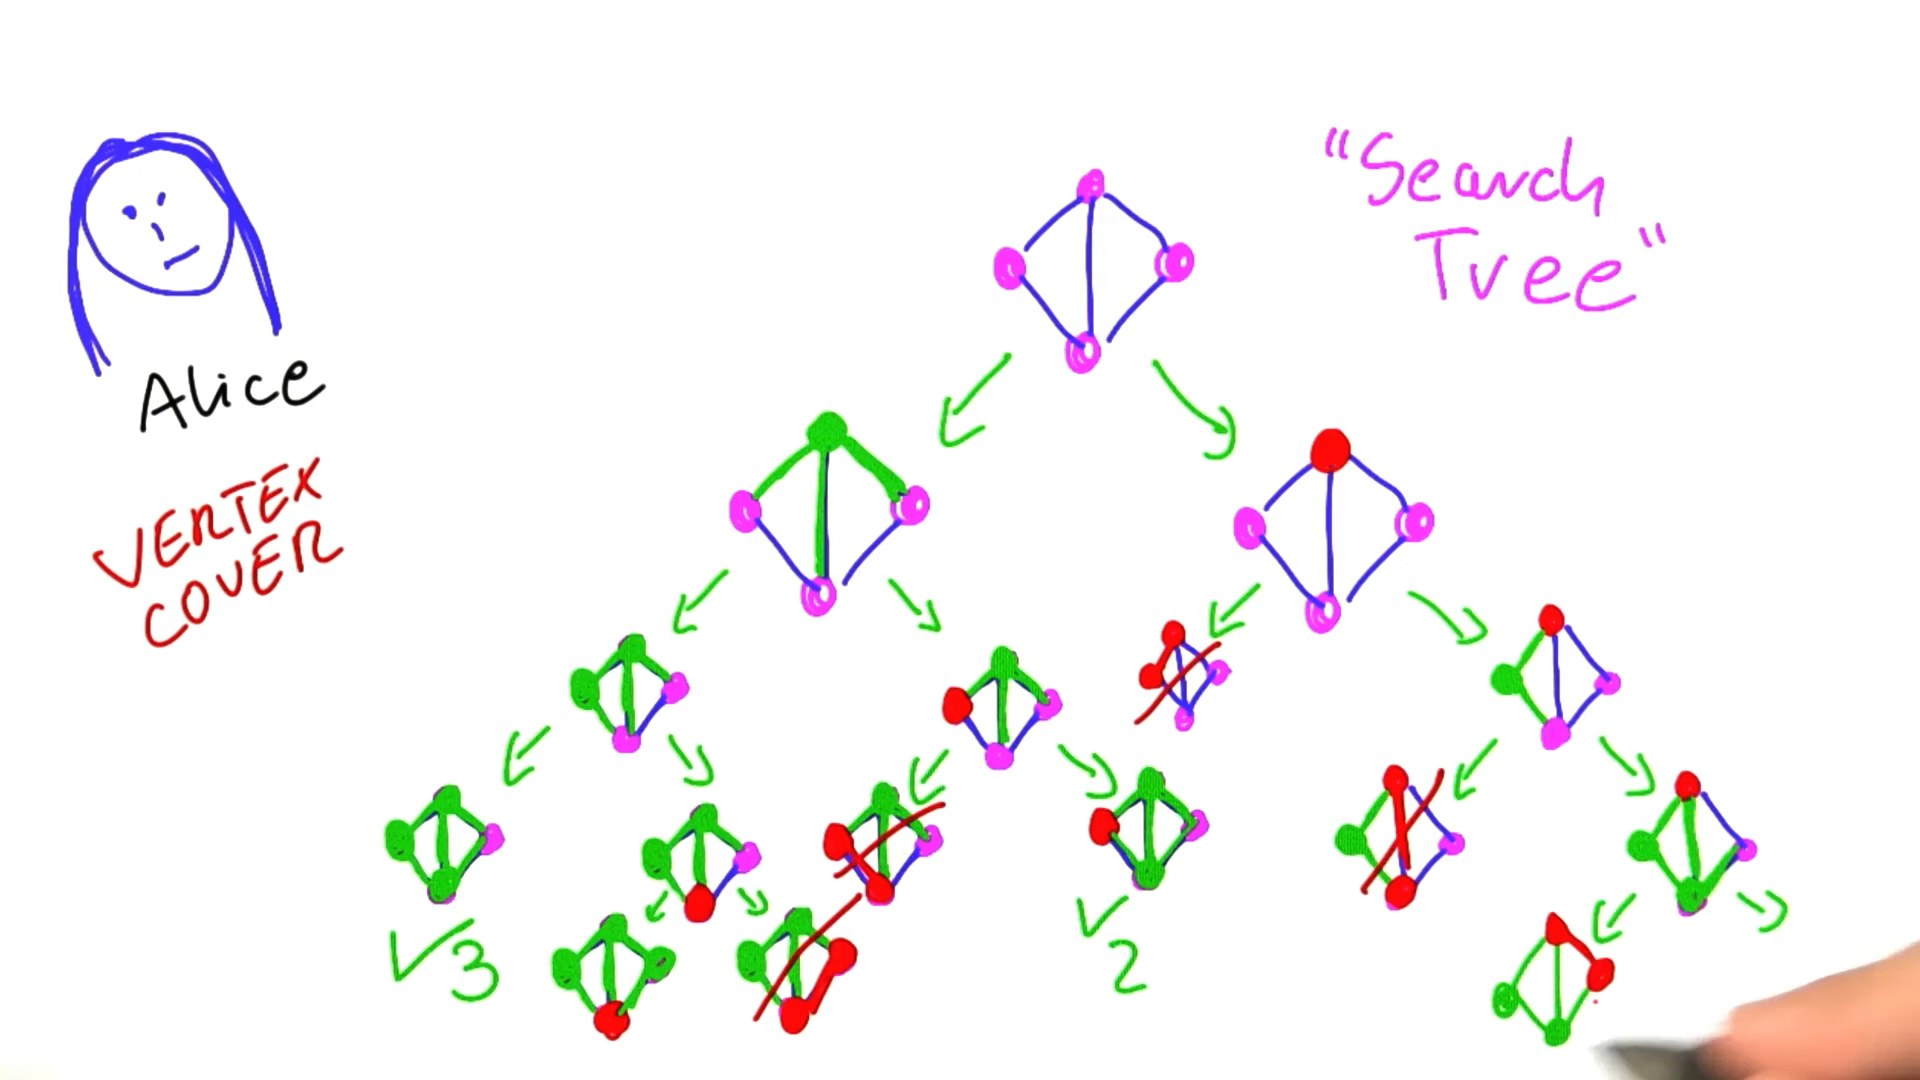 "Search
Tree"
Alice
VERTEX
COVER
✓3
✓
2